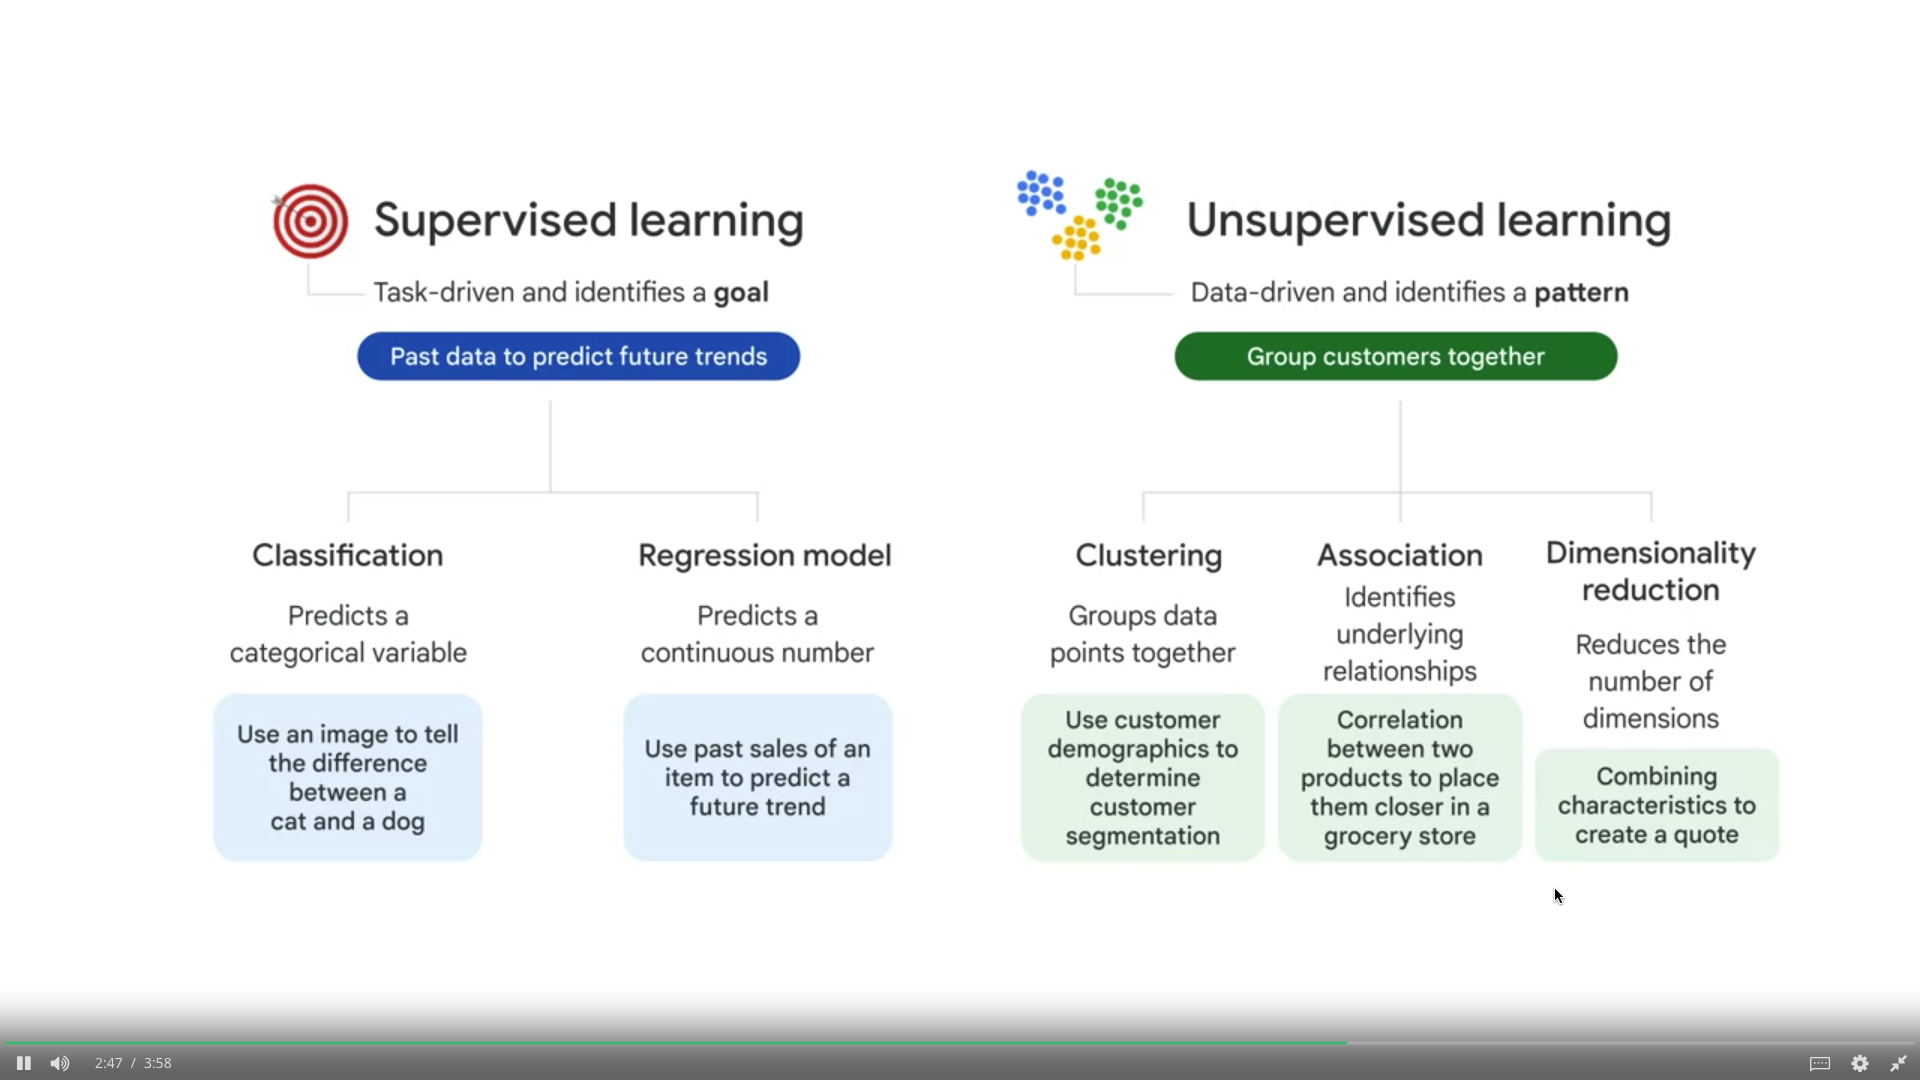 Supervised learning
Task-driven and identifies a goal
Past data to predict future trends
Classification
Predicts a
categorical variable
Use an image to tell
the difference
between a
cat and a dog
Regression model
Predicts a
continuous number
Use past sales of an
item to predict a
future trend
Unsupervised learning
Data-driven and identifies a pattern
Group customers together
Clustering
Groups data
points together
Use customer
demographics to
determine
customer
segmentation
Association
Identifies
underlying
relationships
Correlation
between two
products to place
them closer in a
grocery store
Dimensionality
reduction
Reduces the
number of
dimensions
Combining
characteristics to
create a quote
2:47 / 3:58